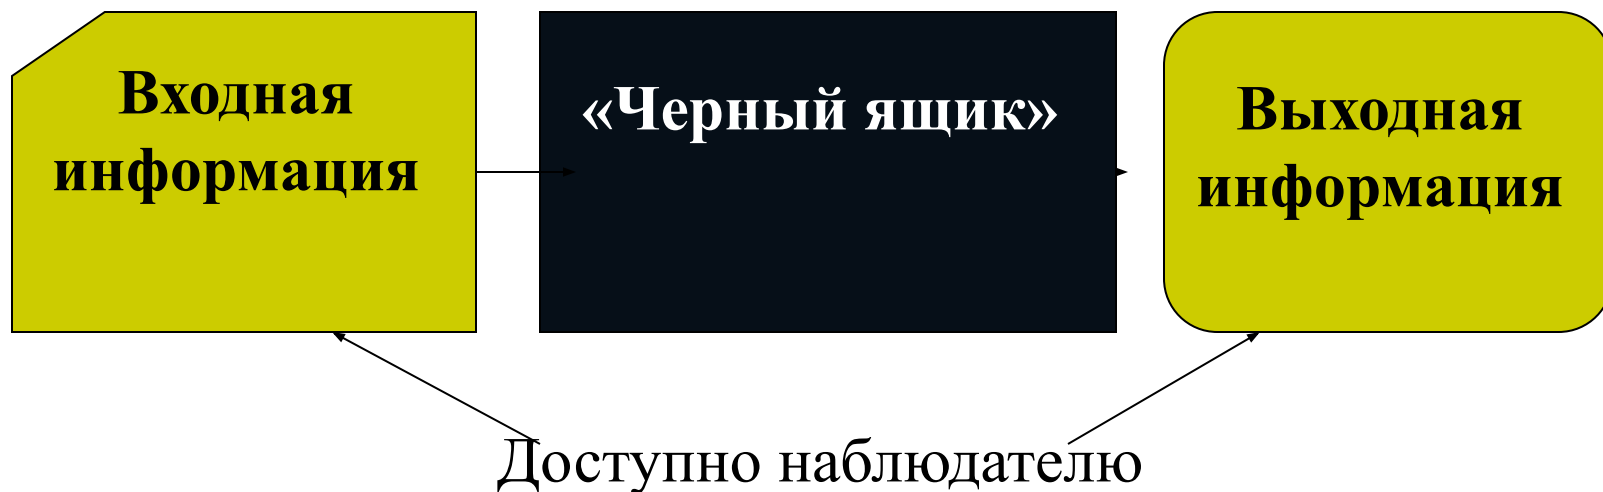 Входная
информация
«Черный ящик»
Выходная
информация
Доступно наблюдателю